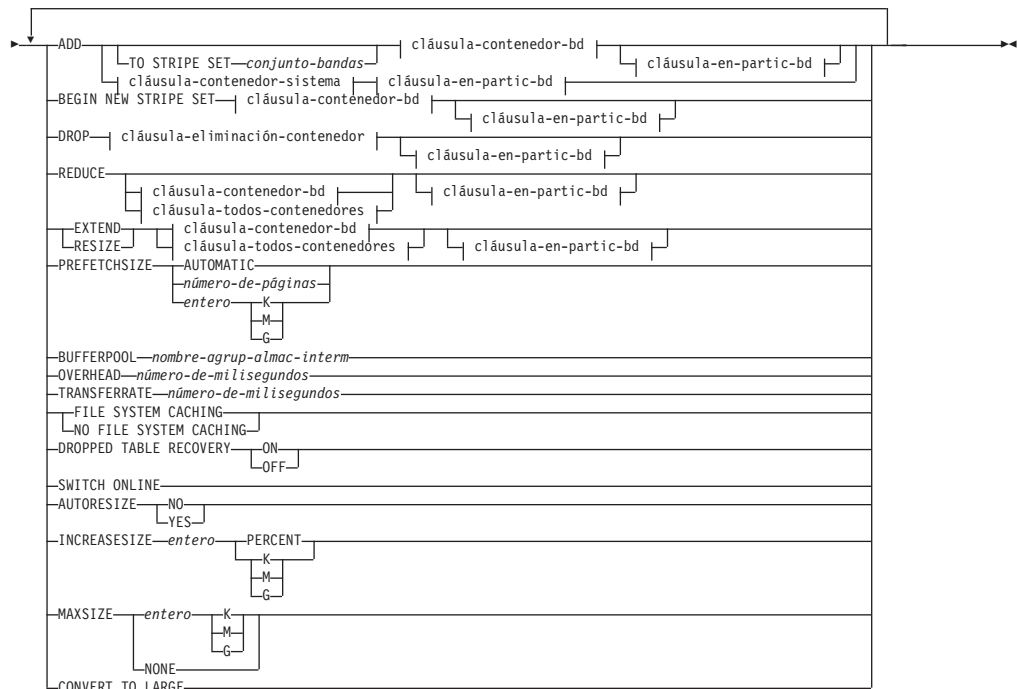 ADD cláusula-contenedor-bd
TO STRIPE SET conjunto-bandas cláusula-en-partic-bd
cláusula-contenedor-sistema cláusula-en-partic-bd
BEGIN NEW STRIPE SET cláusula-contenedor-bd
cláusula-en-partic-bd
DROP cláusula-eliminación-contenedor
cláusula-en-partic-bd
REDUCE
cláusula-contenedor-bd cláusula-en-partic-bd
cláusula-todos-contenedores
EXTEND cláusula-contenedor-bd
RESIZE cláusula-todos-contenedores cláusula-en-partic-bd
PREFETCHSIZE AUTOMATIC
número-de-páginas
entero K
M
G
BUFFERPOOL nombre-agrup-almac-interm
OVERHEAD número-de-milisegundos
TRANSFERRATE número-de-milisegundos
FILE SYSTEM CACHING
NO FILE SYSTEM CACHING
DROPPED TABLE RECOVERY ON
OFF
SWITCH ONLINE
AUTORESIZE NO
YES
INCREASESIZE entero PERCENT
K
M
G
MAXSIZE entero K
M
G
NONE
CONVERT TO LARGE